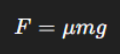 F = μmg